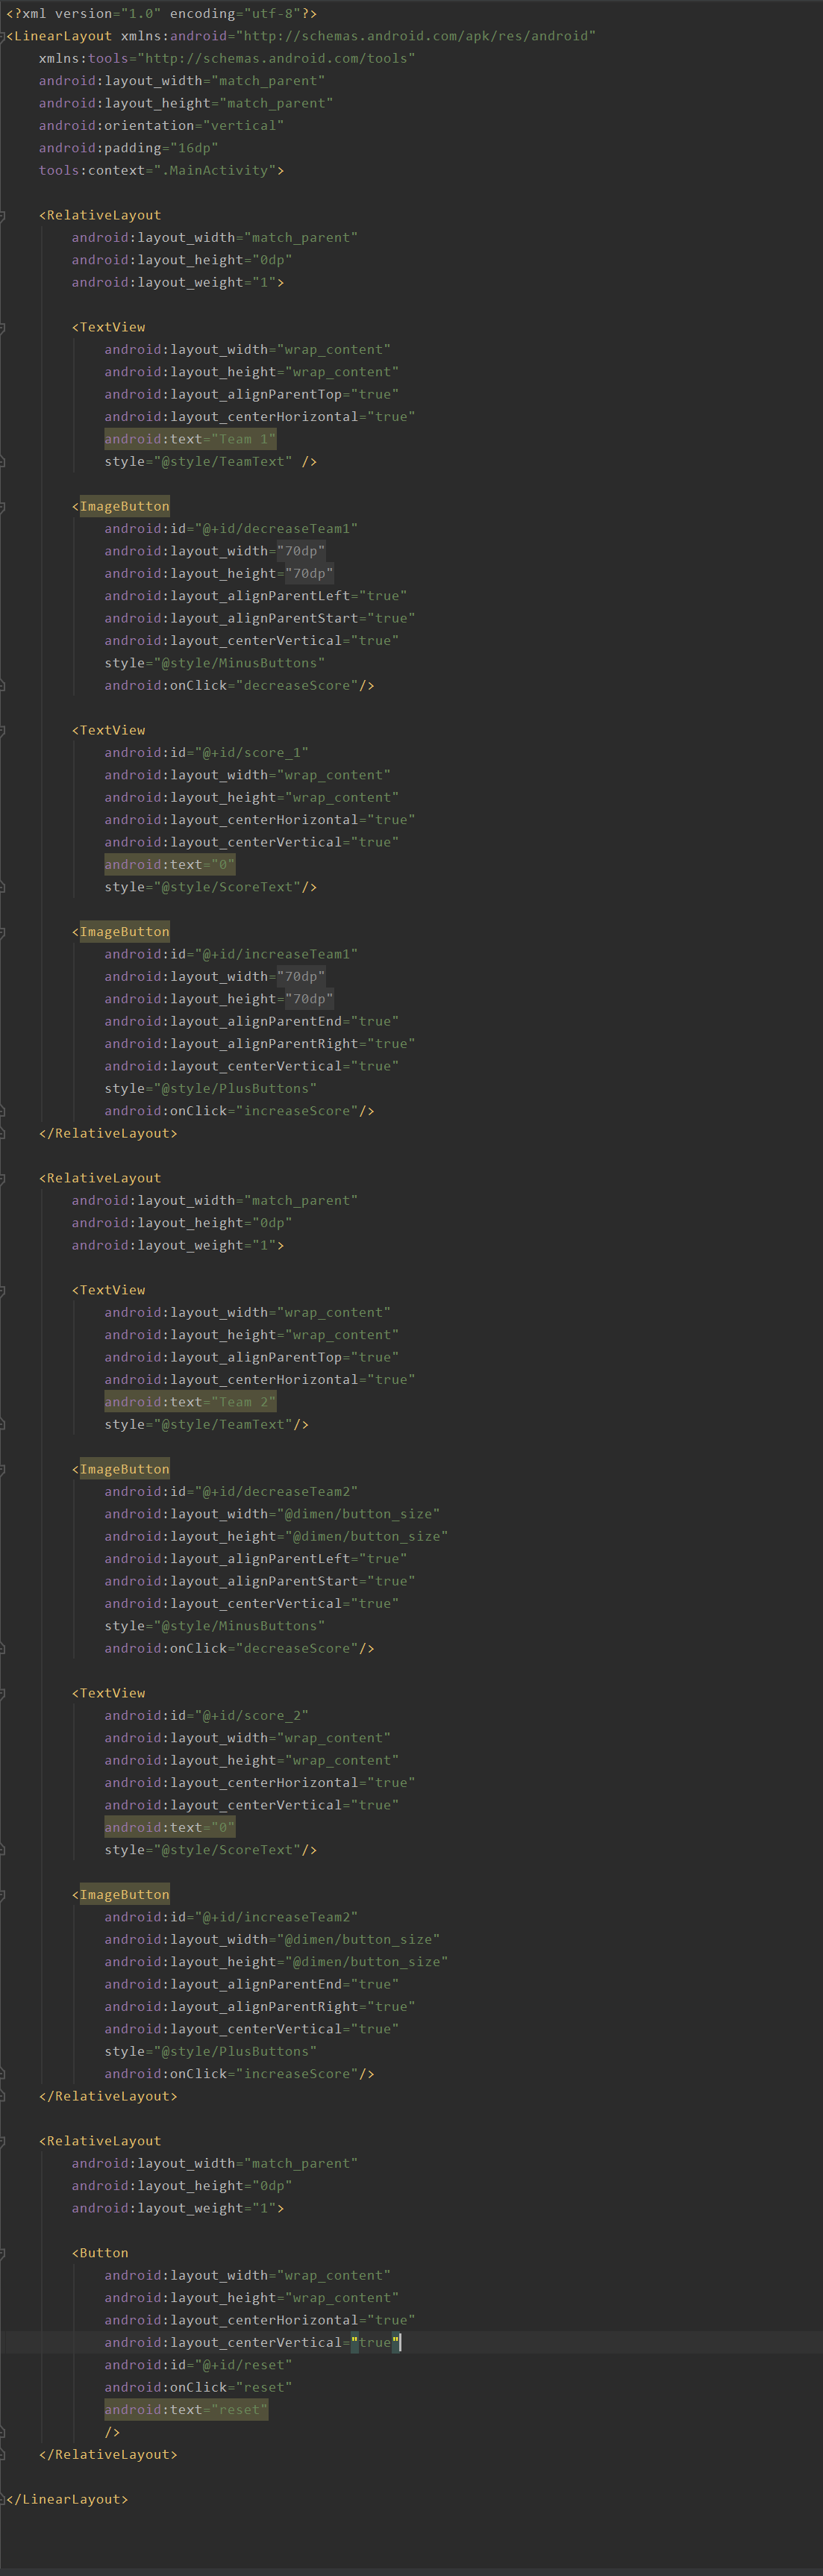 <?xml version="1.0" encoding="utf-8"?>
<LinearLayout xmlns:android="http://schemas.android.com/apk/res/android"
    xmlns:tools="http://schemas.android.com/tools"
    android:layout_width="match_parent"
    android:layout_height="match_parent"
    android:orientation="vertical"
    android:padding="16dp"
    tools:context=".MainActivity">

    <RelativeLayout
        android:layout_width="match_parent"
        android:layout_height="0dp"
        android:layout_weight="1">

        <TextView
            android:layout_width="wrap_content"
            android:layout_height="wrap_content"
            android:layout_alignParentTop="true"
            android:layout_centerHorizontal="true"
            android:text="Team 1"
            style="@style/TeamText" />

        <ImageButton
            android:id="@+id/decreaseTeam1"
            android:layout_width="70dp"
            android:layout_height="70dp"
            android:layout_alignParentLeft="true"
            android:layout_alignParentStart="true"
            android:layout_centerVertical="true"
            style="@style/MinusButtons"
            android:onClick="decreaseScore"/>

        <TextView
            android:id="@+id/score_1"
            android:layout_width="wrap_content"
            android:layout_height="wrap_content"
            android:layout_centerHorizontal="true"
            android:layout_centerVertical="true"
            android:text="0"
            style="@style/ScoreText"/>

        <ImageButton
            android:id="@+id/increaseTeam1"
            android:layout_width="70dp"
            android:layout_height="70dp"
            android:layout_alignParentEnd="true"
            android:layout_alignParentRight="true"
            android:layout_centerVertical="true"
            style="@style/PlusButtons"
            android:onClick="increaseScore"/>
    </RelativeLayout>

    <RelativeLayout
        android:layout_width="match_parent"
        android:layout_height="0dp"
        android:layout_weight="1">

        <TextView
            android:layout_width="wrap_content"
            android:layout_height="wrap_content"
            android:layout_alignParentTop="true"
            android:layout_centerHorizontal="true"
            android:text="Team 2"
            style="@style/TeamText"/>

        <ImageButton
            android:id="@+id/decreaseTeam2"
            android:layout_width="@dimen/button_size"
            android:layout_height="@dimen/button_size"
            android:layout_alignParentLeft="true"
            android:layout_alignParentStart="true"
            android:layout_centerVertical="true"
            style="@style/MinusButtons"
            android:onClick="decreaseScore"/>

        <TextView
            android:id="@+id/score_2"
            android:layout_width="wrap_content"
            android:layout_height="wrap_content"
            android:layout_centerHorizontal="true"
            android:layout_centerVertical="true"
            android:text="0"
            style="@style/ScoreText"/>

        <ImageButton
            android:id="@+id/increaseTeam2"
            android:layout_width="@dimen/button_size"
            android:layout_height="@dimen/button_size"
            android:layout_alignParentEnd="true"
            android:layout_alignParentRight="true"
            android:layout_centerVertical="true"
            style="@style/PlusButtons"
            android:onClick="increaseScore"/>
    </RelativeLayout>

    <RelativeLayout
        android:layout_width="match_parent"
        android:layout_height="0dp"
        android:layout_weight="1">

        <Button
            android:layout_width="wrap_content"
            android:layout_height="wrap_content"
            android:layout_centerHorizontal="true"
            android:layout_centerVertical="true"
            android:id="@+id/reset"
            android:onClick="reset"
            android:text="reset"
            />
    </RelativeLayout>

</LinearLayout>